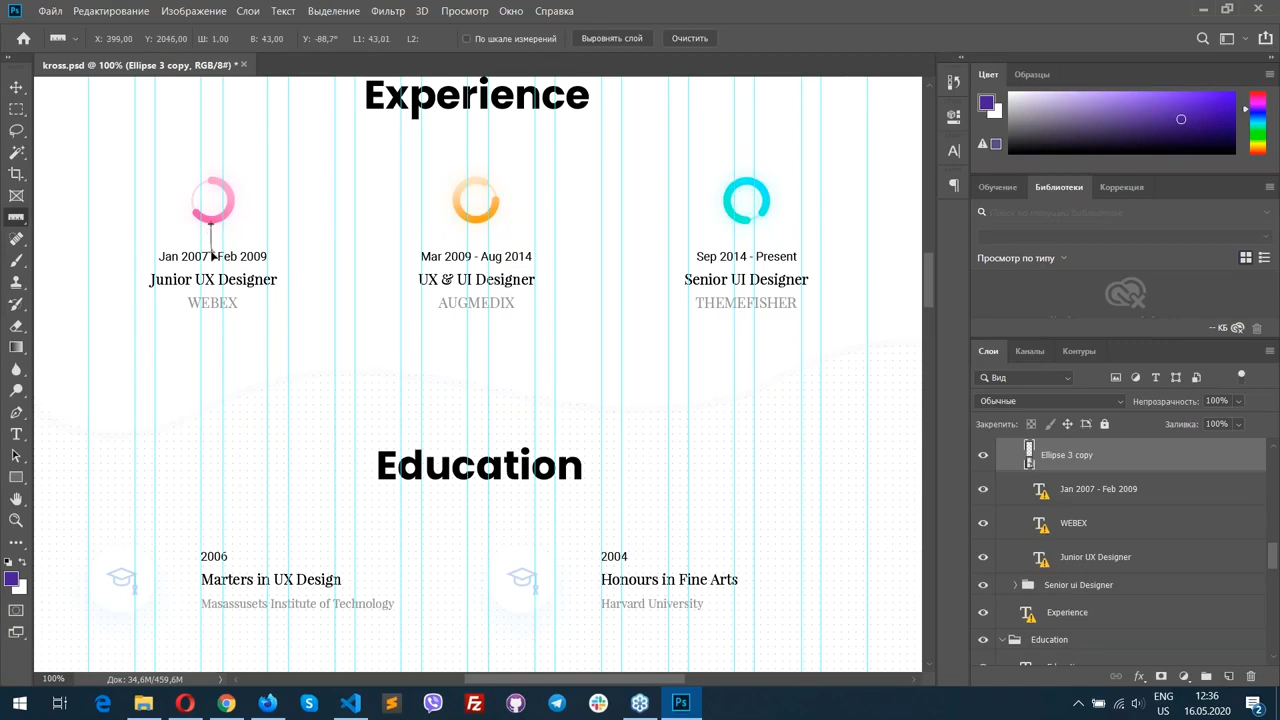 Ps Файл Редактирование Изображение Слои Текст Выделение Фильтр 3D Просмотр Окно Справка
X: 399,00 Y: 2046,00 Ш: 1,00 В: 43,00 У: -88,7° L1: 43,01 L2: По шкале измерений Выровнять слой Очистить
kross.psd @ 100% (Ellipse 3 copy, RGB/8#) *
Experience
Jan 2007 - Feb 2009
Junior UX Designer
WEBEX
Mar 2009 - Aug 2014
UX & UI Designer
AUGMEDIX
Sep 2014 - Present
Senior UI Designer
THEMEFISHER
Education
2006
Marters in UX Design
Masassusets Institute of Technology
2004
Honours in Fine Arts
Harvard University
100% Док: 34,6M/459,6M
Цвет Образцы
Обучение Библиотеки Коррекция
Просмотр по типу
-- КБ
Слои Каналы Контуры
Вид
Обычные Непрозрачность: 100%
Закрепить: Заливка: 100%
Ellipse 3 copy
Jan 2007 - Feb 2009
WEBEX
Junior UX Designer
Senior ui Designer
Experience
Education
ENG
US
12:36
16.05.2020
2